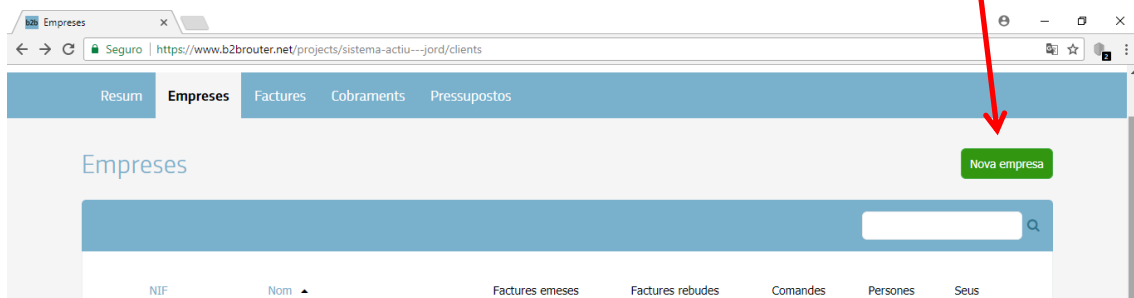 b2b Empreses
Seguro | https://www.b2brouter.net/projects/sistema-actiu---jord/clients
2
Resum Empreses Factures Cobraments Pressupostos
Empreses Nova empresa
NIF Nom Factures emeses Factures rebudes Comandes Persones Seus